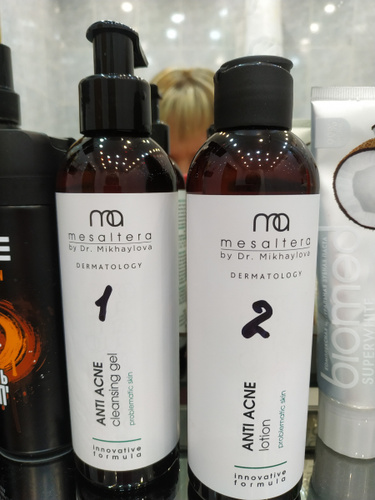 ma
mesaltera
by Dr. Mikhaylova
DERMATOLOGY
1
ANTI ACNE
cleansing gel
problematic skin
innovative
formula
ma
mesaltera
by Dr. Mikhaylova
DERMATOLOGY
2
ANTI ACNE
lotion
problematic skin
innovative
formula
biomed
SUPERWHITE